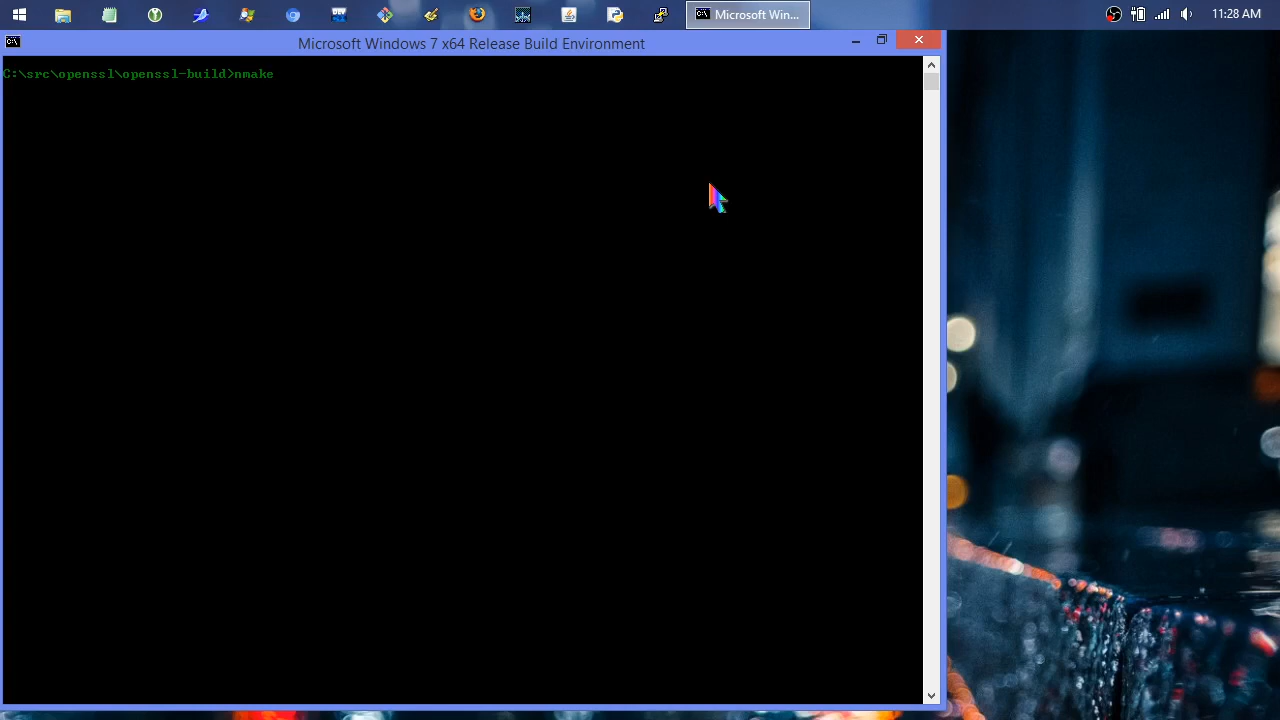 Microsoft Win...
11:28 AM
Microsoft Windows 7 x64 Release Build Environment
C:\src\openssl\openssl-build>nmake